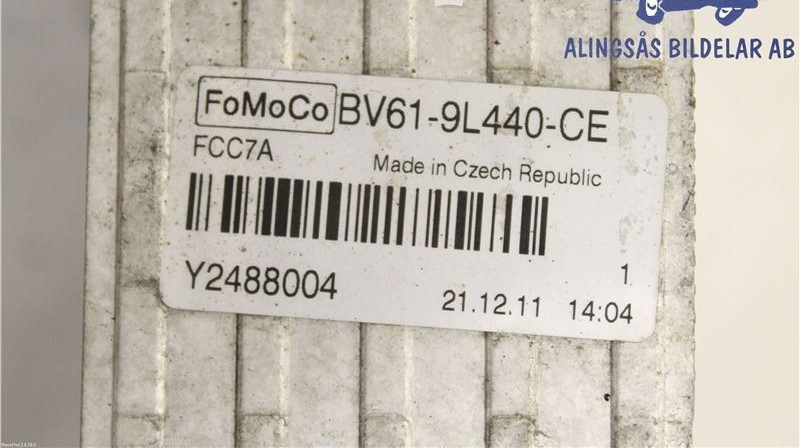 ALINGSÅS BILDELAR AB
FoMoCo BV61-9L440-CE
FCC7A
Made in Czech Republic
1
Y2488004
21.12.11 14:04